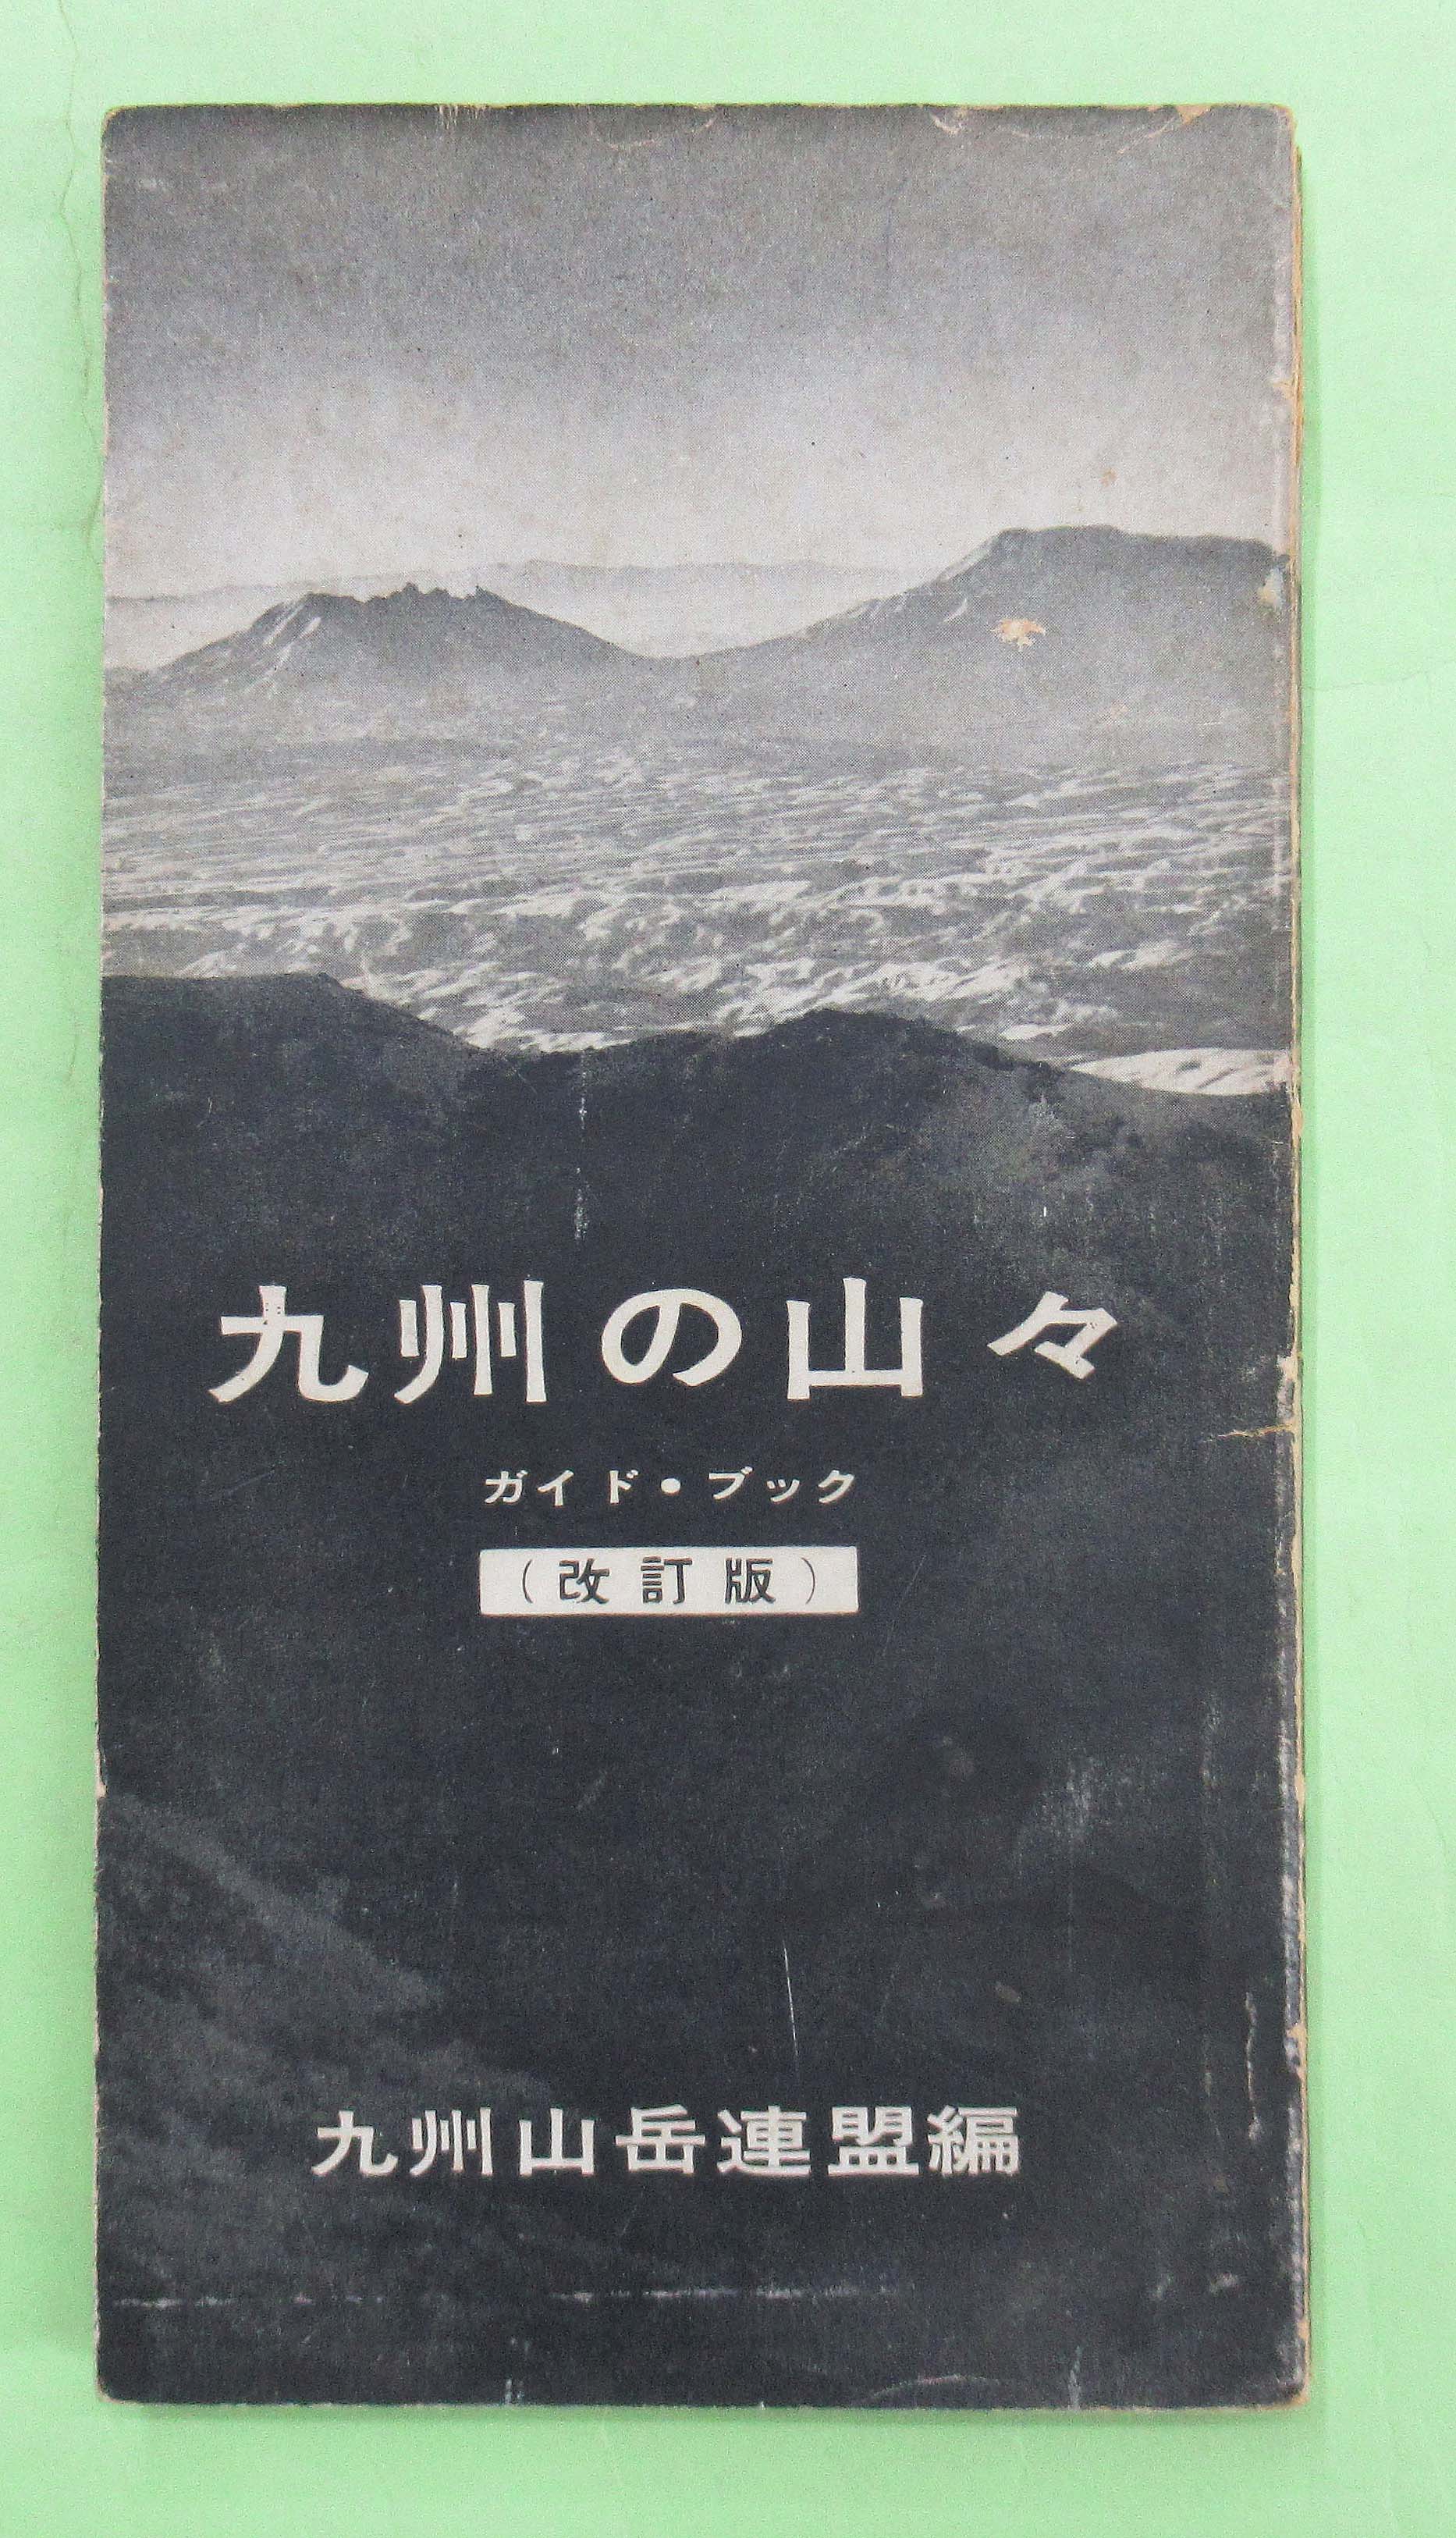 九州の山々
ガイド・ブック
（改訂版）
九州山岳連盟編